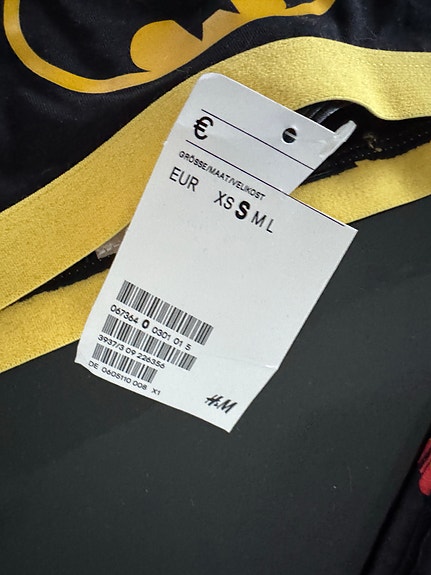 €
GRÖSSE/MAAT/VELIKOST
EUR XS S M L
067364 0 0301 01 5
3937/3 09 226356
DE 0605110 008 X1
H&M